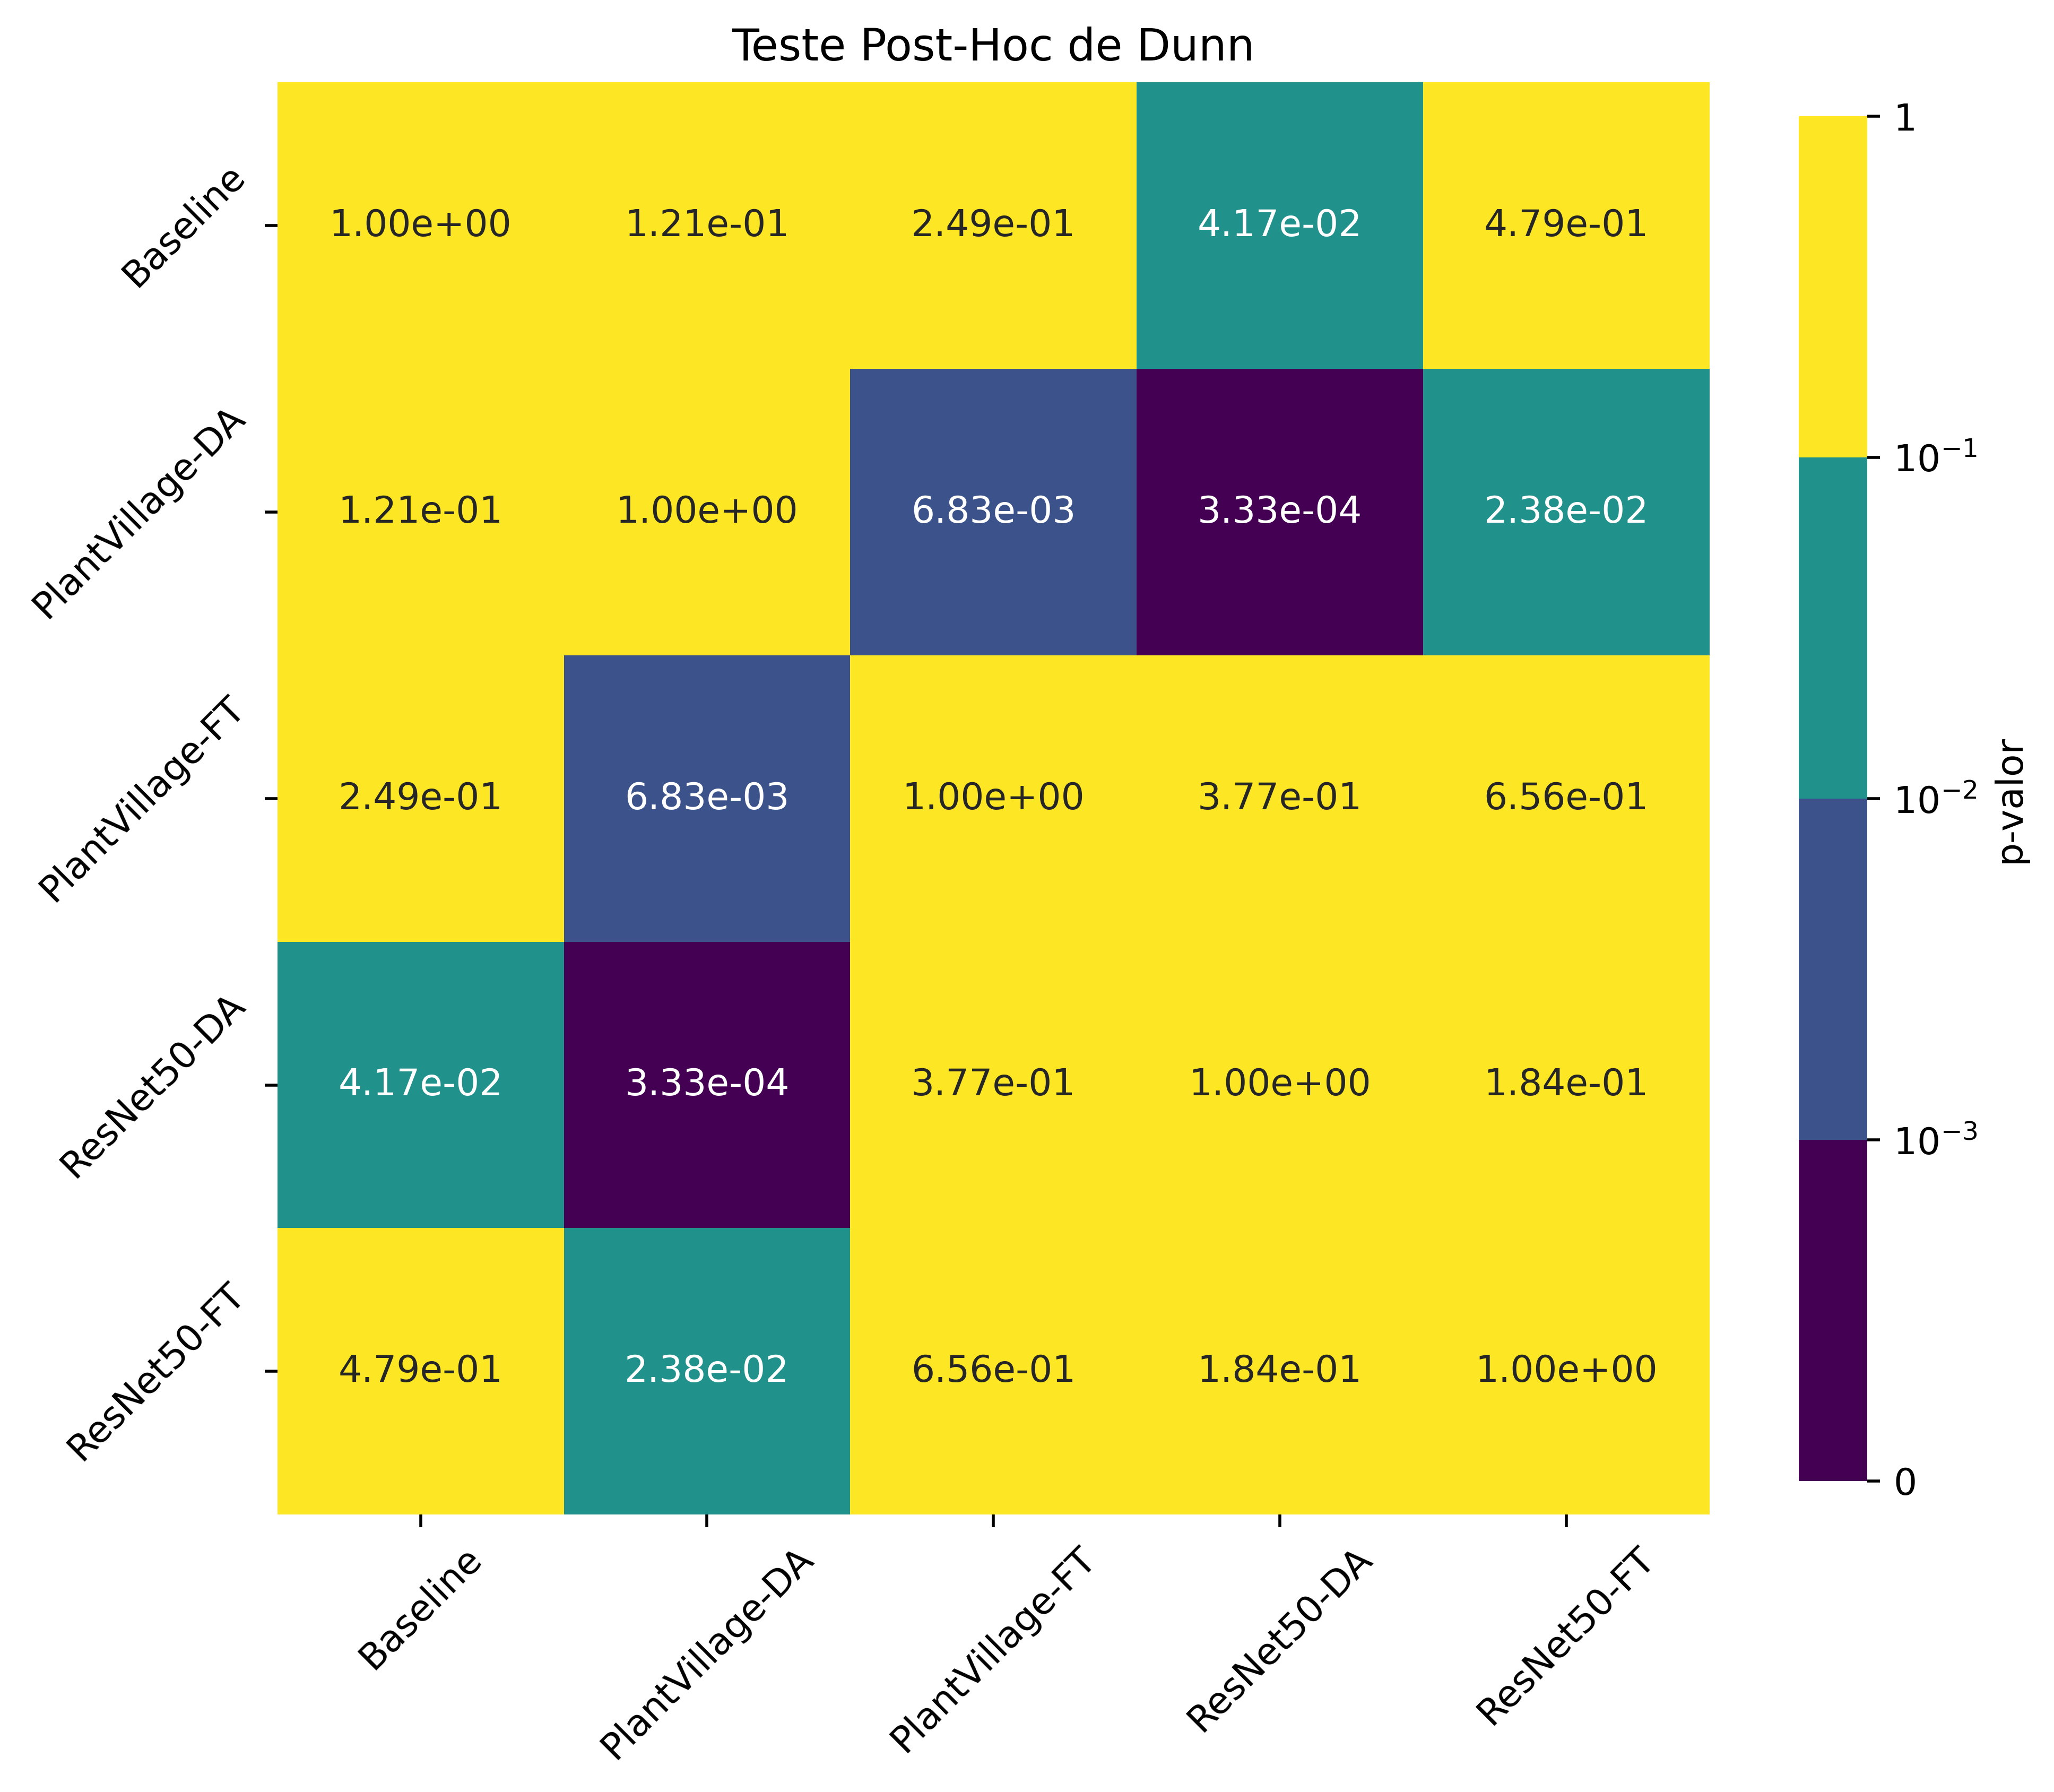 Teste Post-Hoc de Dunn
Baseline 1.00e+00 1.21e-01 2.49e-01 4.17e-02 4.79e-01
PlantVillage-DA 1.21e-01 1.00e+00 6.83e-03 3.33e-04 2.38e-02
PlantVillage-FT 2.49e-01 6.83e-03 1.00e+00 3.77e-01 6.56e-01
ResNet50-DA 4.17e-02 3.33e-04 3.77e-01 1.00e+00 1.84e-01
ResNet50-FT 4.79e-01 2.38e-02 6.56e-01 1.84e-01 1.00e+00
Baseline PlantVillage-DA PlantVillage-FT ResNet50-DA ResNet50-FT
1
10⁻¹
10⁻²
10⁻³
0
p-valor